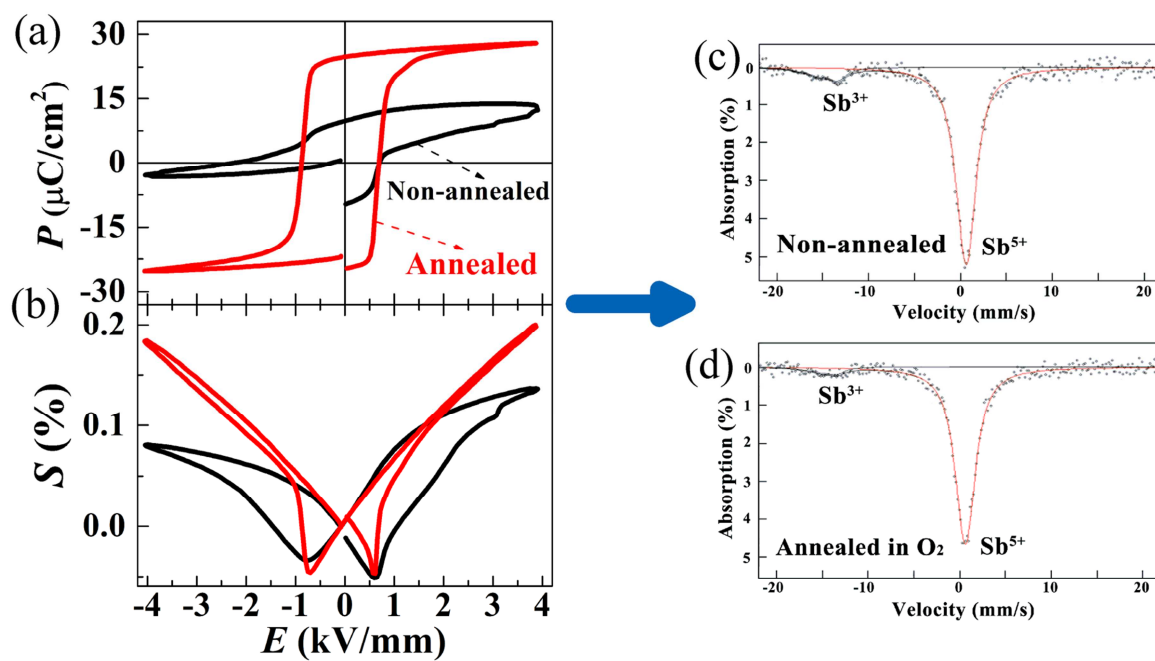 (a)
30
15
0
-15
-30
P (μC/cm²)
Non-annealed
Annealed
(b)
0.2
0.1
0.0
S (%)
-4 -3 -2 -1 0 1 2 3 4
E (kV/mm)
(c)
0
1
2
3
4
5
Absorption (%)
Sb³⁺
Non-annealed
Sb⁵⁺
-20 -10 0 10 20
Velocity (mm/s)
(d)
0
1
2
3
4
5
Absorption (%)
Sb³⁺
Annealed in O₂
Sb⁵⁺
-20 -10 0 10 20
Velocity (mm/s)